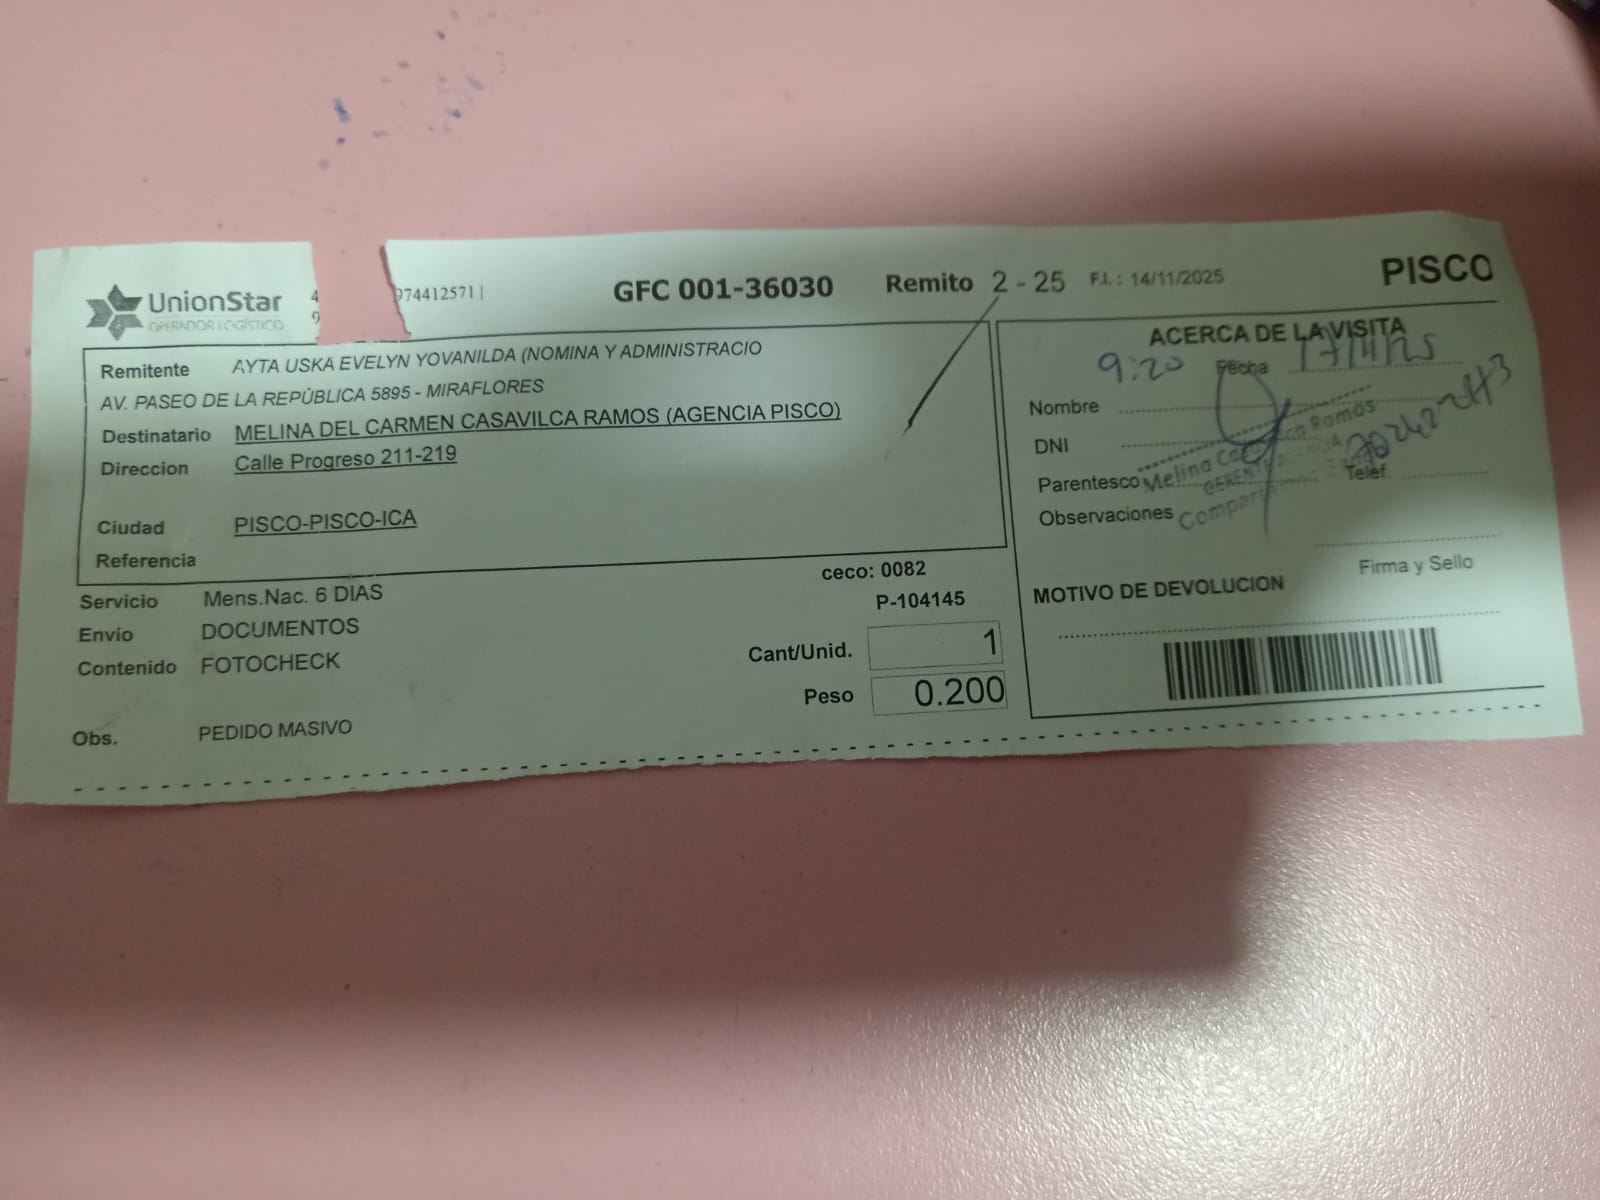 UnionStar
OPERADOR LOGÍSTICO
4
9
974412571|
GFC 001-36030
Remito 2 - 25
F.I. : 14/11/2025
PISCO
Remitente AYTA USKA EVELYN YOVANILDA (NOMINA Y ADMINISTRACIO
AV. PASEO DE LA REPÚBLICA 5895 - MIRAFLORES
Destinatario MELINA DEL CARMEN CASAVILCA RAMOS (AGENCIA PISCO)
Direccion Calle Progreso 211-219
Ciudad PISCO-PISCO-ICA
Referencia
Servicio Mens.Nac. 6 DIAS
Envío DOCUMENTOS
Contenido FOTOCHECK
Obs. PEDIDO MASIVO
ceco: 0082
P-104145
Cant/Unid. 1
Peso 0.200
ACERCA DE LA VISITA
9:20 Fecha 17/11/25
Nombre
DNI
Parentesco
Melina Ramos
Telef.
Observaciones
Firma y Sello
MOTIVO DE DEVOLUCION